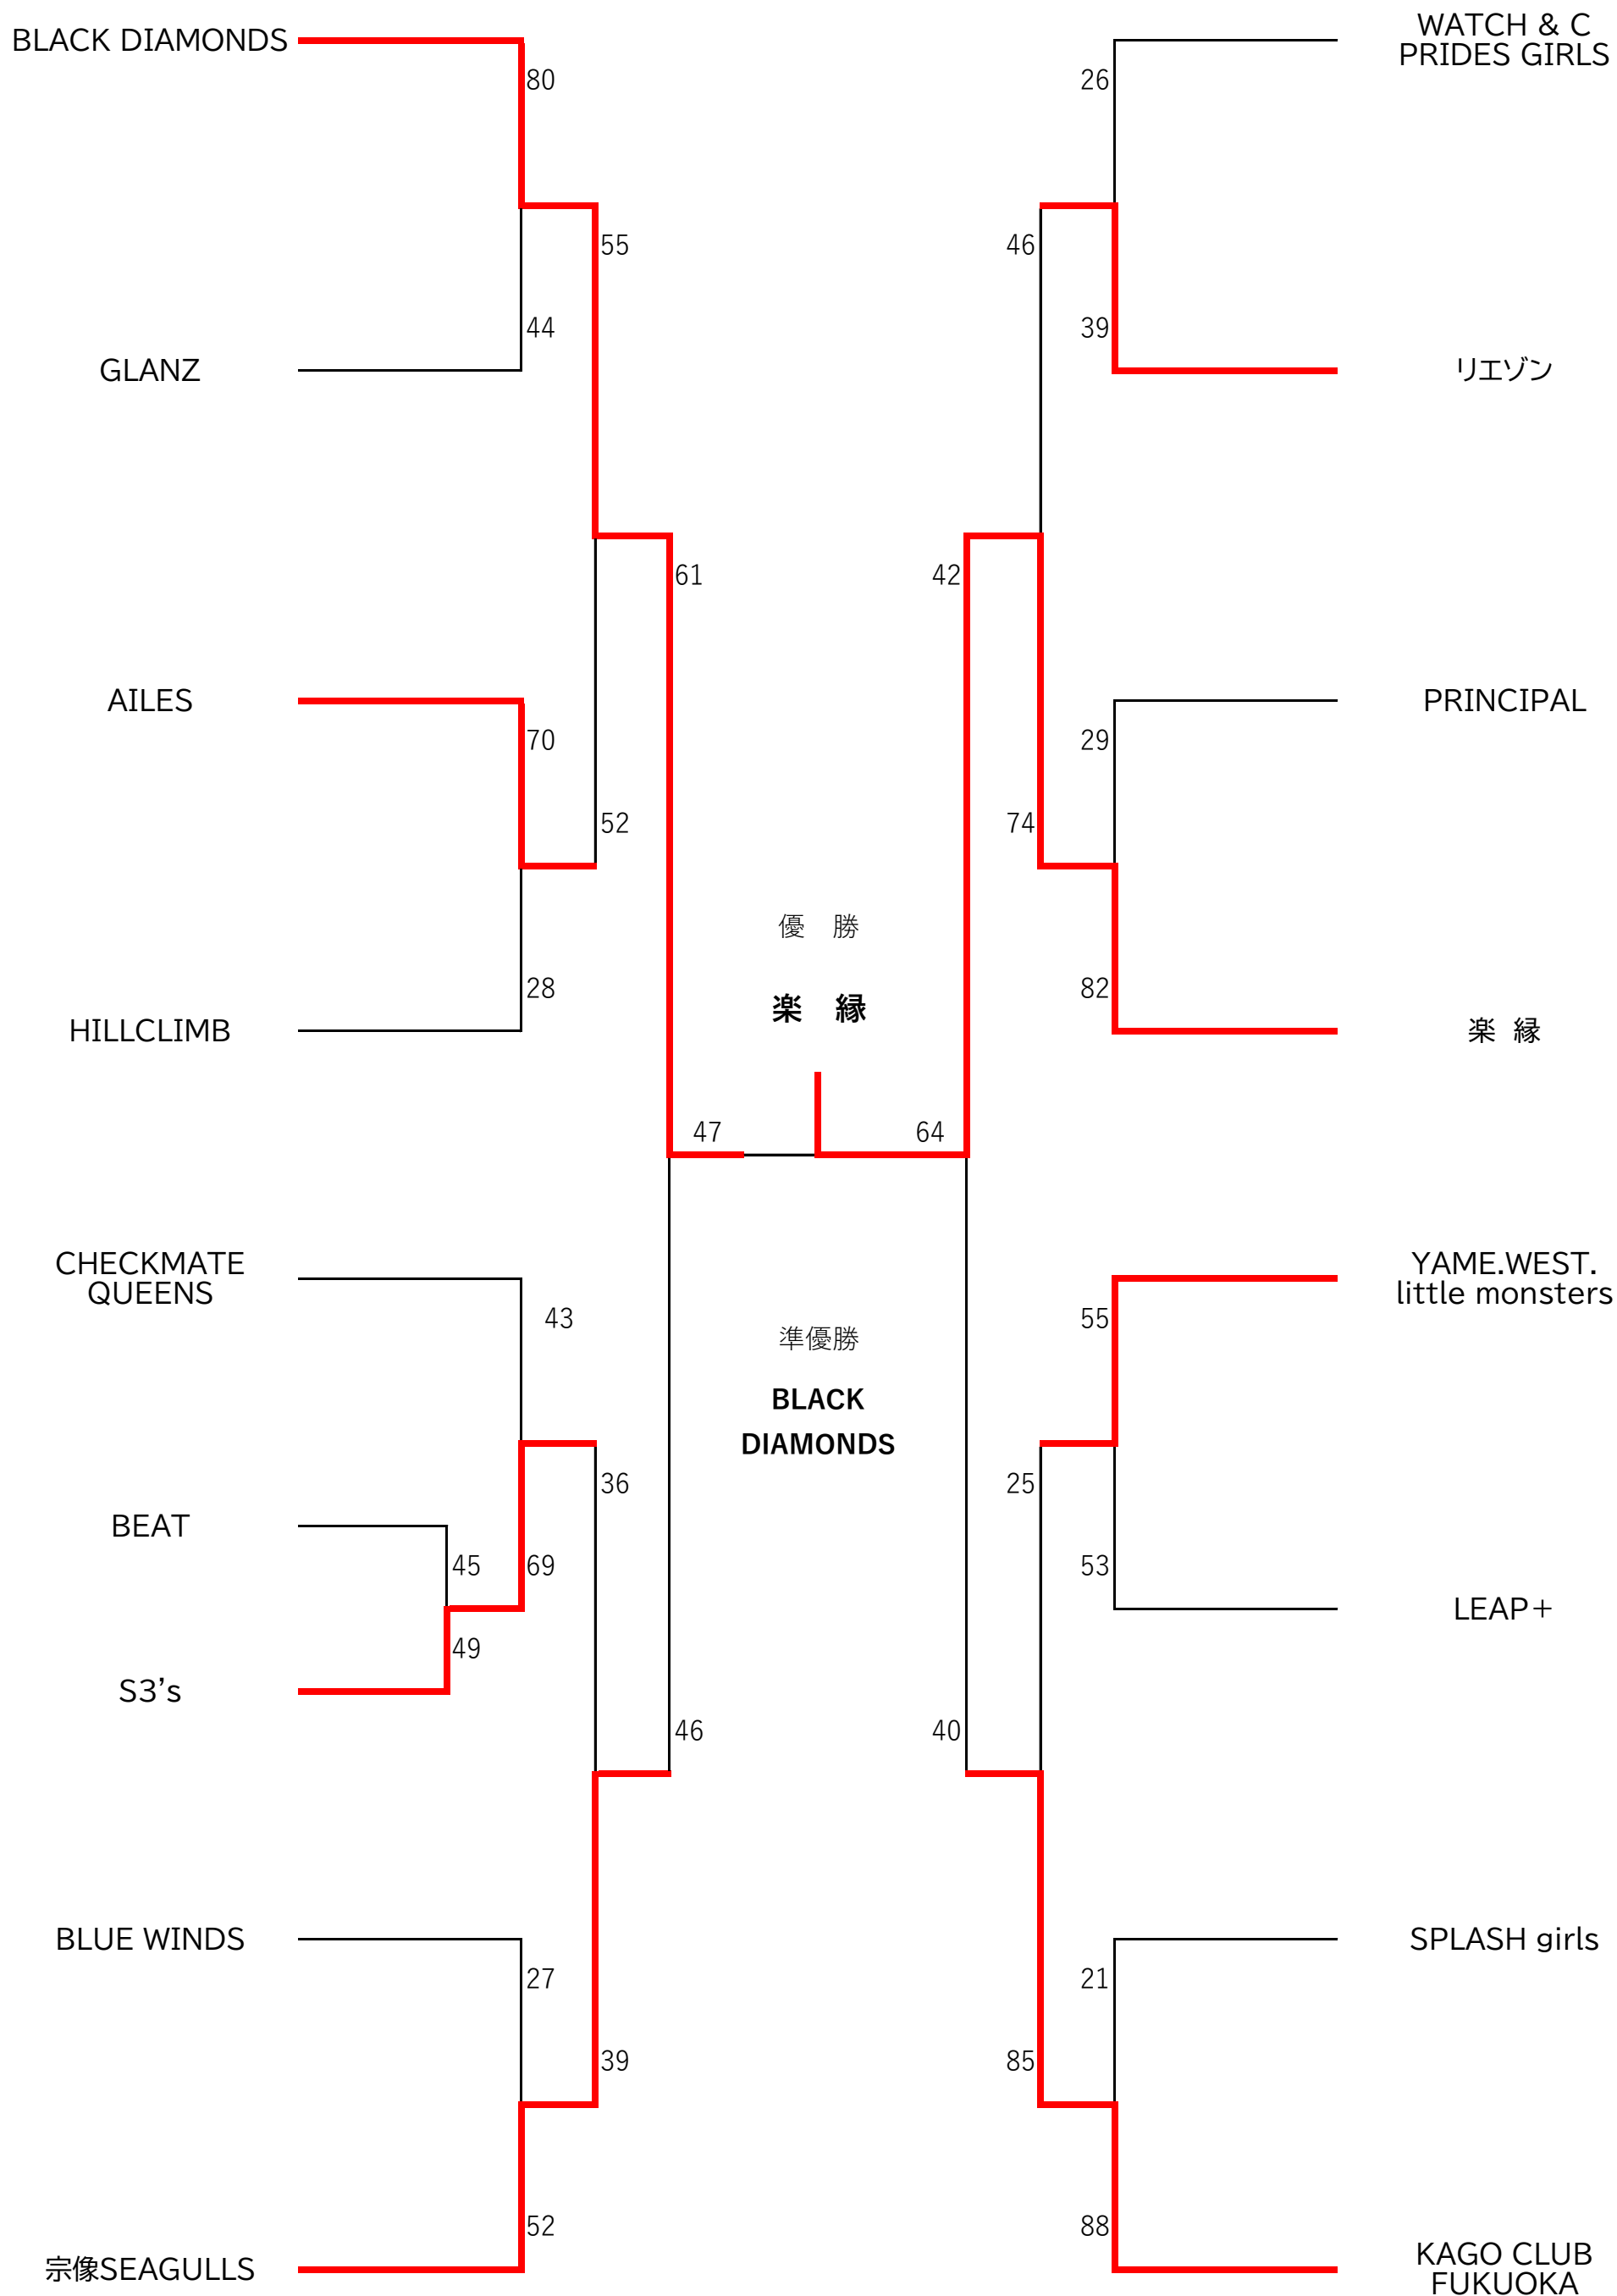 BLACK DIAMONDS
80
55
44
GLANZ
61
AILES
70
52
28
HILLCLIMB
WATCH & C
PRIDES GIRLS
26
46
39
リエゾン
42
PRINCIPAL
29
74
82
楽 縁
優 勝
楽 縁
47
64
準優勝
BLACK
DIAMONDS
CHECKMATE
QUEENS
43
36
BEAT
45
69
49
S3's
46
BLUE WINDS
27
39
52
宗像SEAGULLS
YAME.WEST.
little monsters
55
25
53
LEAP+
40
SPLASH girls
21
85
88
KAGO CLUB
FUKUOKA